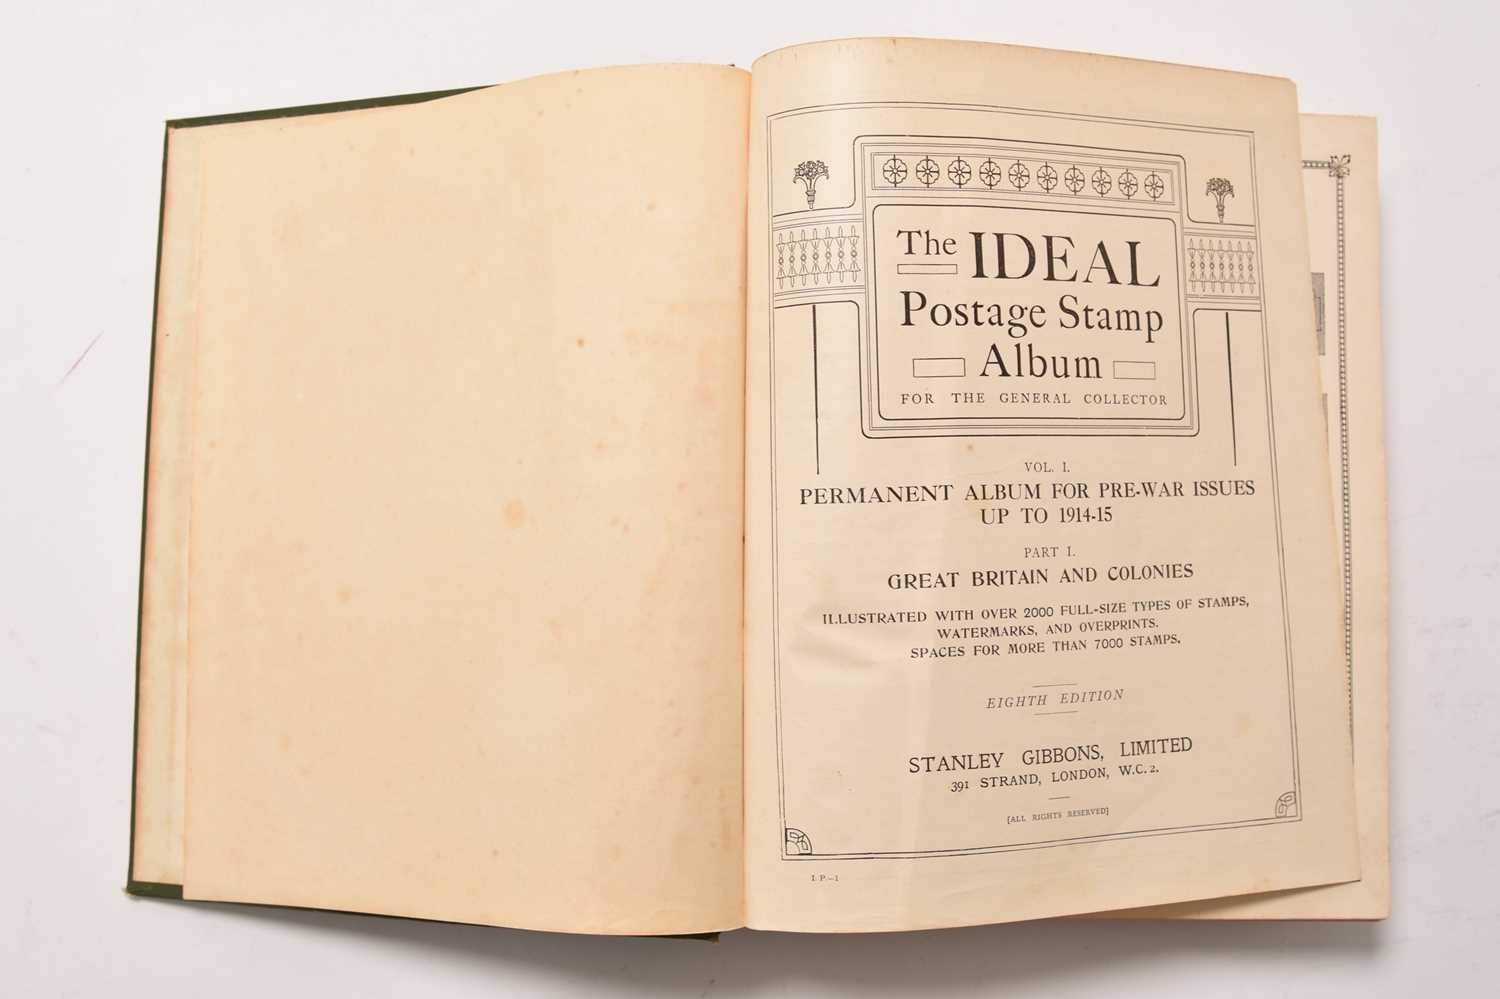 The IDEAL
Postage Stamp
Album
FOR THE GENERAL COLLECTOR
VOL. I.
PERMANENT ALBUM FOR PRE-WAR ISSUES
UP TO 1914-15
PART I.
GREAT BRITAIN AND COLONIES
ILLUSTRATED WITH OVER 2000 FULL-SIZE TYPES OF STAMPS,
WATERMARKS, AND OVERPRINTS.
SPACES FOR MORE THAN 7000 STAMPS.
EIGHTH EDITION
STANLEY GIBBONS, LIMITED
391 STRAND, LONDON, W.C. 2.
[ALL RIGHTS RESERVED]
I. P.—1